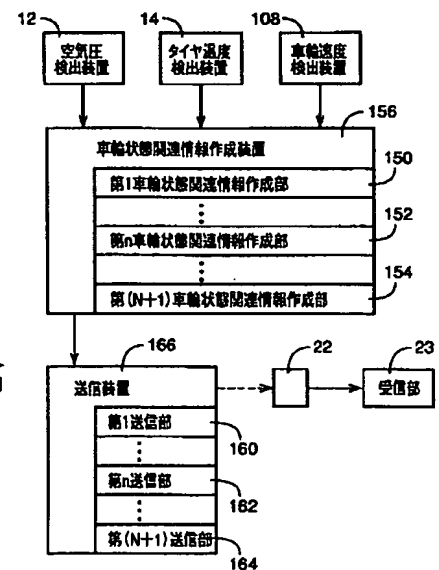 12
14
108
空気圧
検出装置
タイヤ温度
検出装置
車輪速度
検出装置
156
車輪状態関連情報作成装置
150
第1車輪状態関連情報作成部
152
第n車輪状態関連情報作成部
154
第(N+1)車輪状態関連情報作成部
166
22
23
送信装置
受信部
第1送信部
160
第n送信部
162
第(N+1)送信部
164